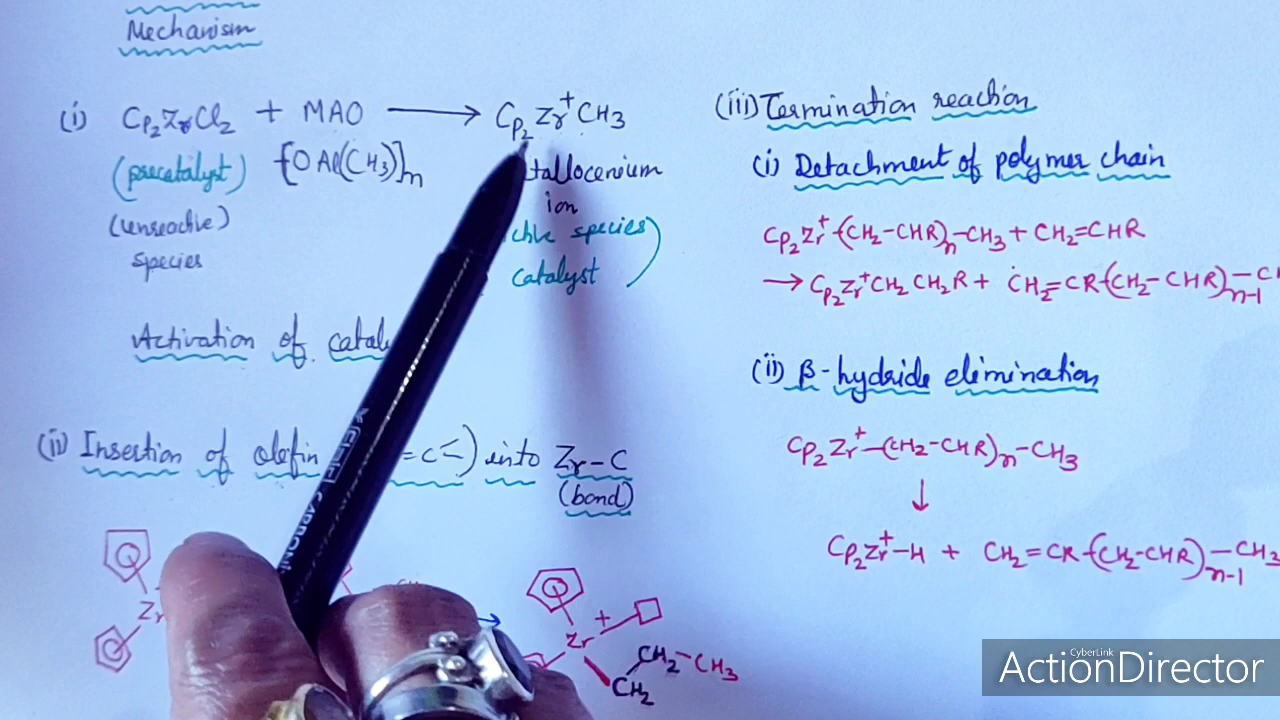 Mechanism
(i) Cp₂ZrCl₂ + MAO ⟶ Cp₂Zr⁺CH₃
(precatalyst) [O Al(CH₃)]n tallocenium
(unreactive) ion
species ctive species
catalyst)
Activation of catal
(ii) Insertion of olefin =C<) into Zr–C
(bond)
Zr
Zr +
CH₂–CH₃
CH₂
(iii) Termination reaction
(i) Detachment of polymer chain
Cp₂Zr⁺–(CH₂–CHR)n–CH₃ + CH₂=CHR
→ Cp₂Zr⁺CH₂CH₂R + CH₂=CR–(CH₂–CHR)n-1–C
(ii) β-hydride elimination
Cp₂Zr⁺–(CH₂–CHR)n–CH₃
↓
Cp₂Zr⁺–H + CH₂=CR–(CH₂–CHR)n-1–CH₃
CyberLink
ActionDirector